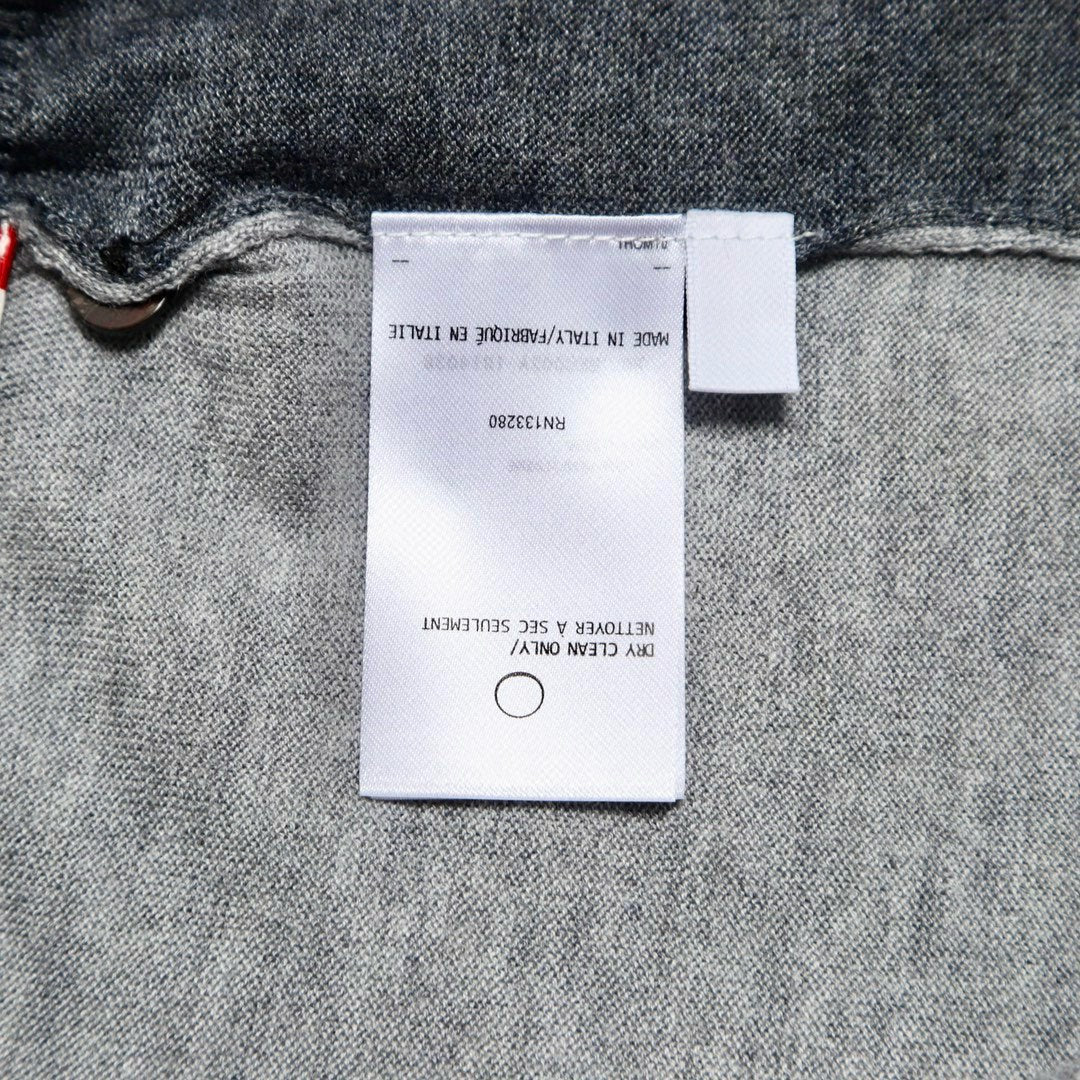 DRY CLEAN ONLY/
NETTOYER À SEC SEULEMENT
RN133280
MADE IN ITALY/FABRIQUÉ EN ITALIE